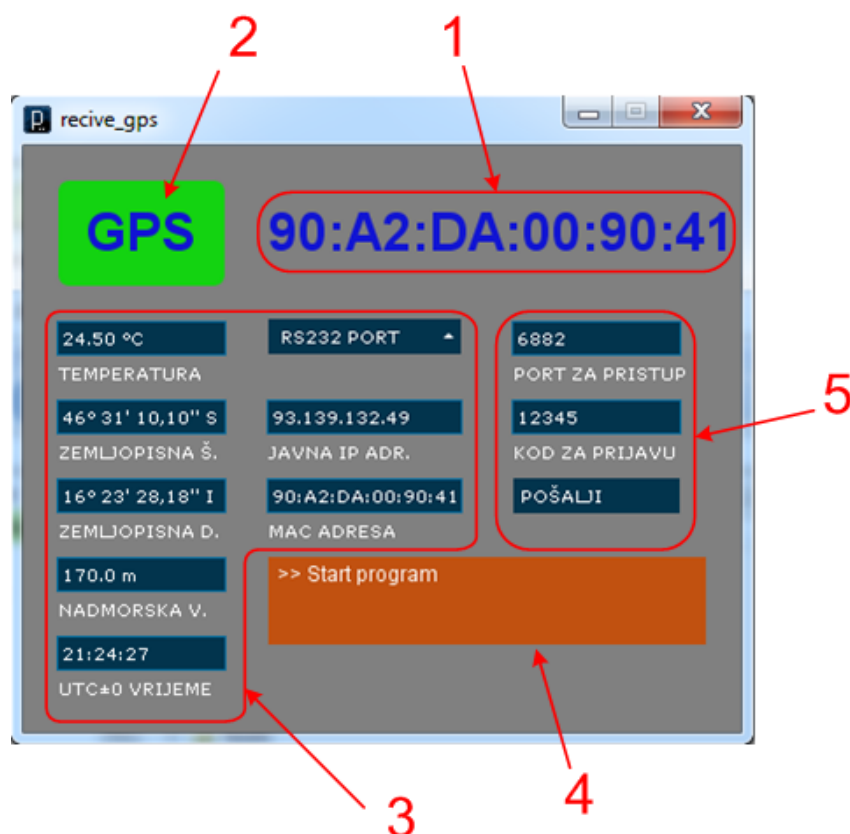 2 1
recive_gps
GPS 90:A2:DA:00:90:41
24.50 ºC RS232 PORT 6882
TEMPERATURA PORT ZA PRISTUP
46º 31' 10,10'' S 93.139.132.49 12345
ZEMLJOPISNA Š. JAVNA IP ADR. KOD ZA PRIJAVU
16º 23' 28,18'' I 90:A2:DA:00:90:41 POŠALJI
ZEMLJOPISNA D. MAC ADRESA
170.0 m >> Start program
NADMORSKA V.
21:24:27
UTC±0 VRIJEME
5
3 4